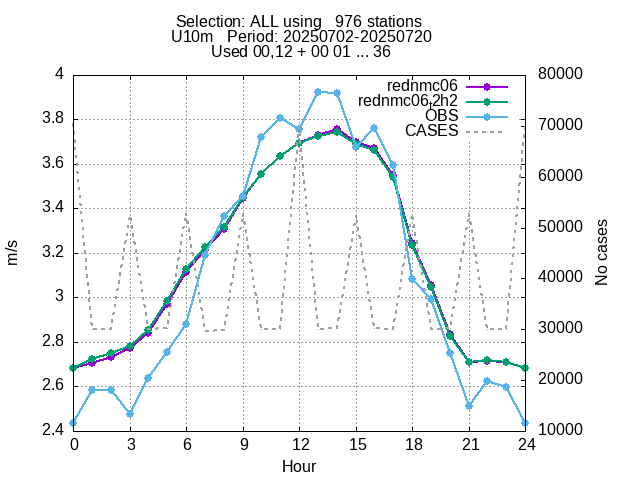 Selection: ALL using   976 stations
U10m   Period: 20250702-20250720
Used 00,12 + 00 01 ... 36
4
3.8
3.6
3.4
3.2
3
2.8
2.6
2.4
m/s
80000
70000
60000
50000
40000
30000
20000
10000
No cases
rednmc06
rednmc06,2h2
OBS
CASES
0 3 6 9 12 15 18 21 24
Hour